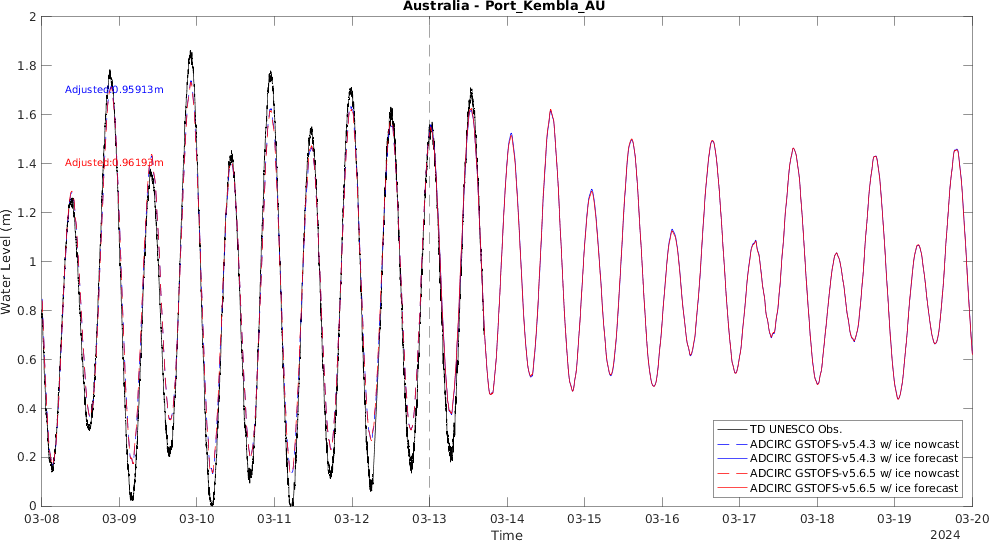 Australia - Port_Kembla_AU
2
1.8
1.6
1.4
1.2
1
0.8
0.6
0.4
0.2
0
Water Level (m)
Adjusted:0.95913m
Adjusted:0.96193m
TD UNESCO Obs.
ADCIRC GSTOFS-v5.4.3 w/ ice nowcast
ADCIRC GSTOFS-v5.4.3 w/ ice forecast
ADCIRC GSTOFS-v5.6.5 w/ ice nowcast
ADCIRC GSTOFS-v5.6.5 w/ ice forecast
03-08 03-09 03-10 03-11 03-12 03-13 03-14 03-15 03-16 03-17 03-18 03-19 03-20
Time
2024